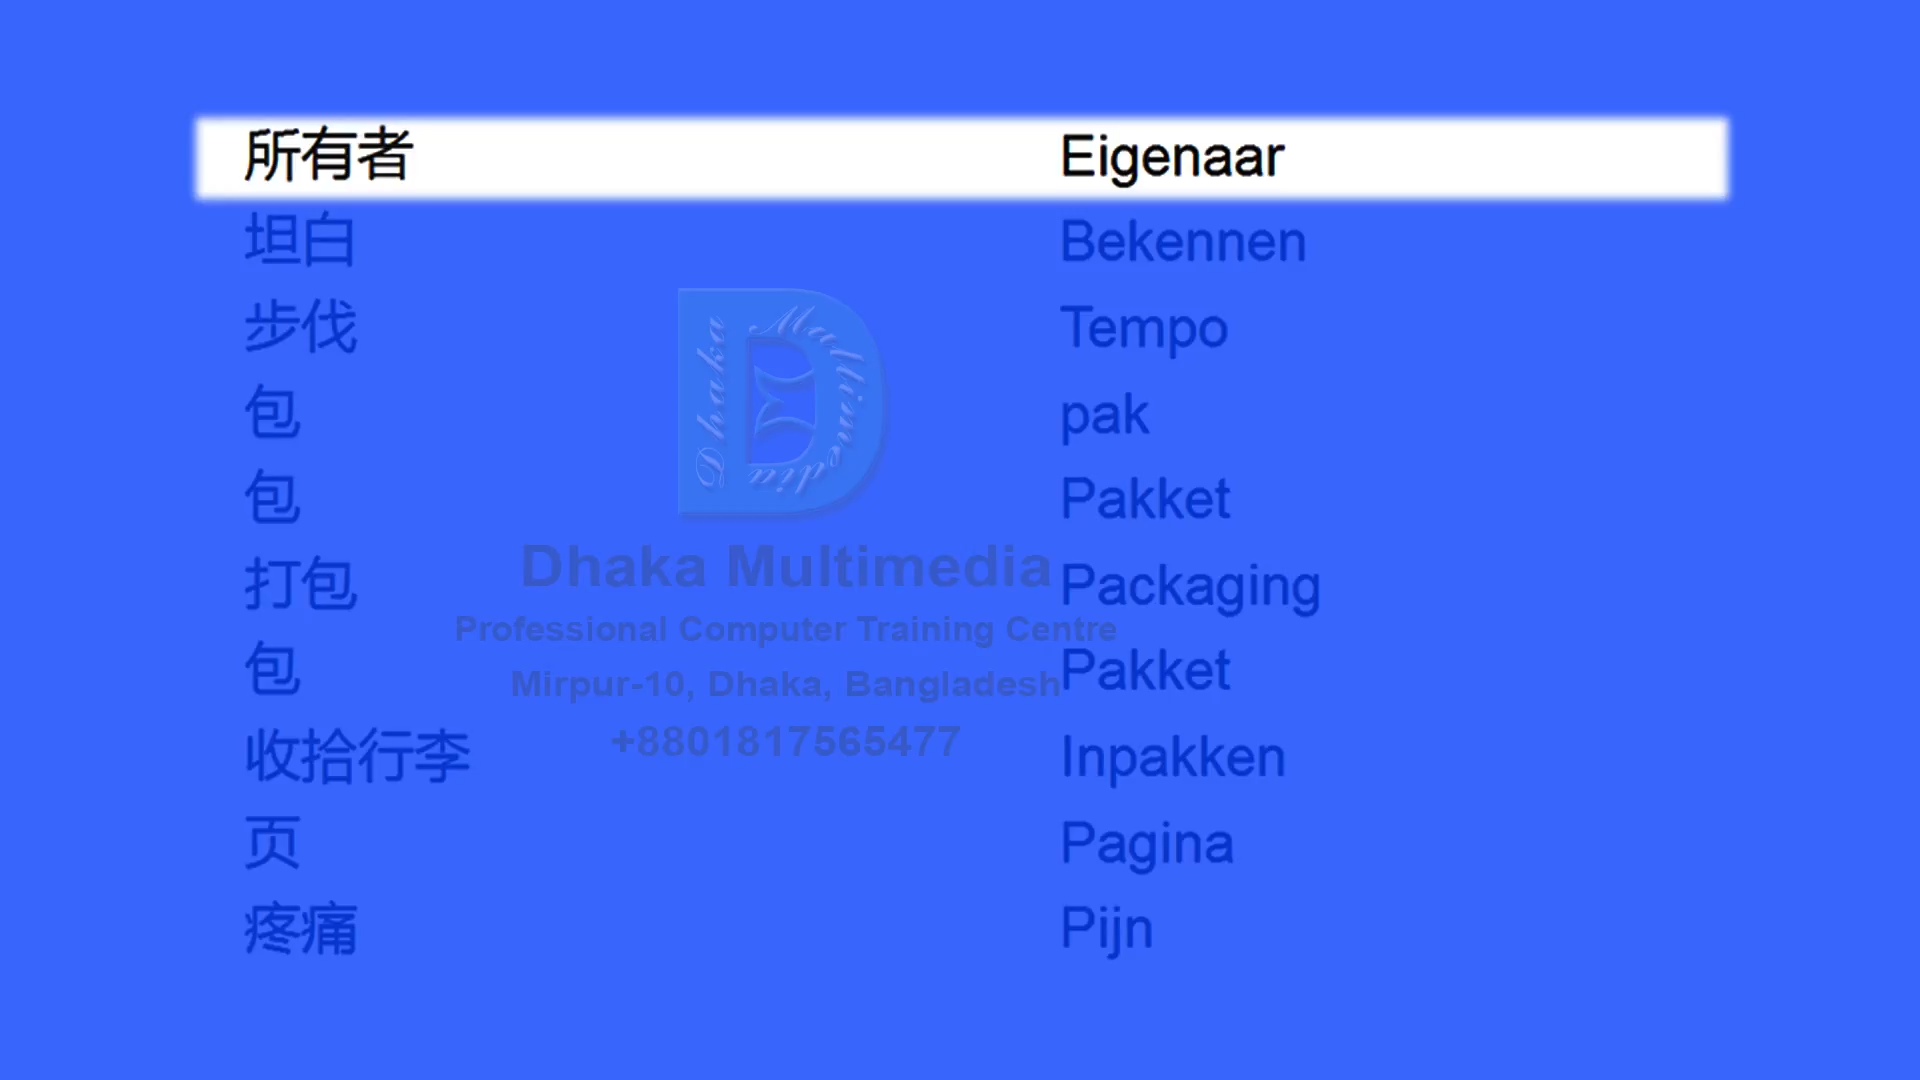 所有者 Eigenaar
坦白 Bekennen
步伐 Tempo
包 pak
包 Pakket
打包 Packaging
包 Pakket
收拾行李 Inpakken
页 Pagina
疼痛 Pijn
Dhaka Multimedia
Dhaka Multimedia
Professional Computer Training Centre
Mirpur-10, Dhaka, Bangladesh
+8801817565477